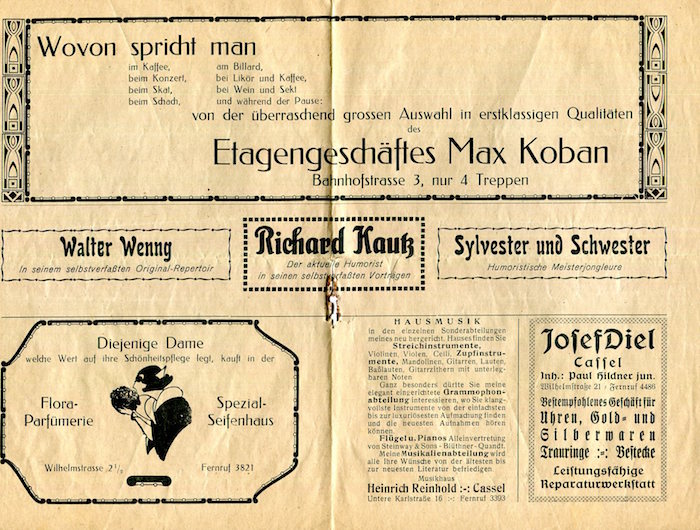 Wovon spricht man
im Kaffee, am Billard,
beim Konzert, bei Likör und Kaffee,
beim Skat, bei Wein und Sekt
beim Schach, und während der Pause:
von der überraschend grossen Auswahl in erstklassigen Qualitäten
des
Etagengeschäftes Max Koban
Bahnhofstrasse 3, nur 4 Treppen
Walter Wenng
In seinem selbstverfaßten Original-Repertoir
Richard Kautz
Der aktuelle Humorist
in seinen selbstverfaßten Vorträgen
Sylvester und Schwester
Humoristische Meisterjongleure
Diejenige Dame
welche Wert auf ihre Schönheitspflege legt, kauft in der
Flora-
Parfümerie
Spezial-
Seifenhaus
Wilhelmstrasse 2½ Fernruf 3821
HAUSMUSIK
in den einzelnen Sonderabteilungen
meines neu hergericht. Hauses finden Sie
Streichinstrumente,
Violinen, Violen, Celli, Zupfinstru-
mente, Mandolinen, Gitarren, Lauten,
Baßlauten, Gitarrzithern mit unterleg-
baren Noten
Ganz besonders dürfte Sie meine
elegant eingerichtete Grammophon-
abteilung interessieren, wo Sie klang-
vollste Instrumente von der einfachsten
bis zur luxuriösesten Aufmachung finden
und die neuesten Aufnahmen hören
können.
Flügel u. Pianos Alleinvertretung
von Steinway & Sons - Blüthner - Quandt.
Meine Musikalienabteilung wird
alle Ihre Wünsche von der ältesten bis
zur neuesten Literatur befriedigen
Musikhaus
Heinrich Reinhold :-: Cassel
Untere Karlstraße 16 :-: Fernruf 3393
Josef Diel
Cassel
Inh.: Paul Hildner jun.
Wilhelmstraße 21 / Fernruf 4486
Bestempfohlenes Geschäft für
Uhren, Gold- und
Silberwaren
Trauringe :-: Bestecke
Leistungsfähige
Reparaturwerkstatt